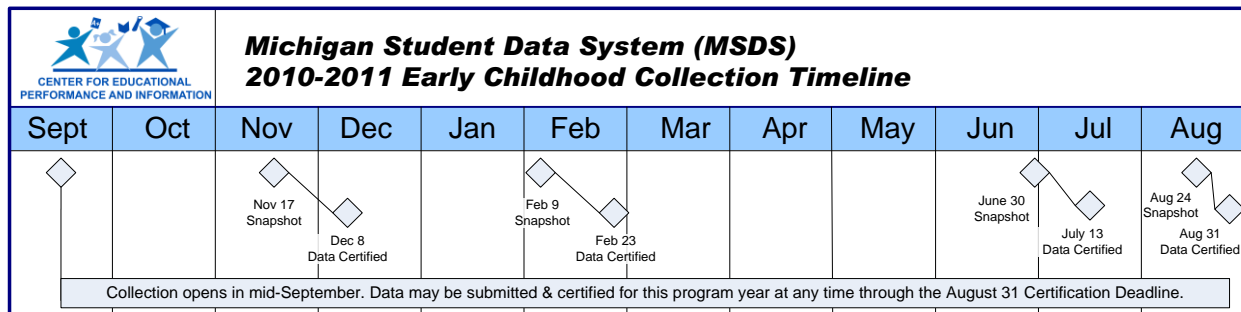 Michigan Student Data System (MSDS)
2010-2011 Early Childhood Collection Timeline
CENTER FOR EDUCATIONAL
PERFORMANCE AND INFORMATION
Sept Oct Nov Dec Jan Feb Mar Apr May Jun Jul Aug
Nov 17
Snapshot
Dec 8
Data Certified
Feb 9
Snapshot
Feb 23
Data Certified
June 30
Snapshot
July 13
Data Certified
Aug 24
Snapshot
Aug 31
Data Certified
Collection opens in mid-September. Data may be submitted & certified for this program year at any time through the August 31 Certification Deadline.